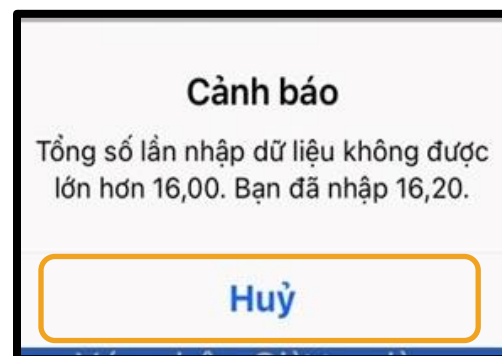 Cảnh báo
Tổng số lần nhập dữ liệu không được
lớn hơn 16,00. Bạn đã nhập 16,20.
Huỷ